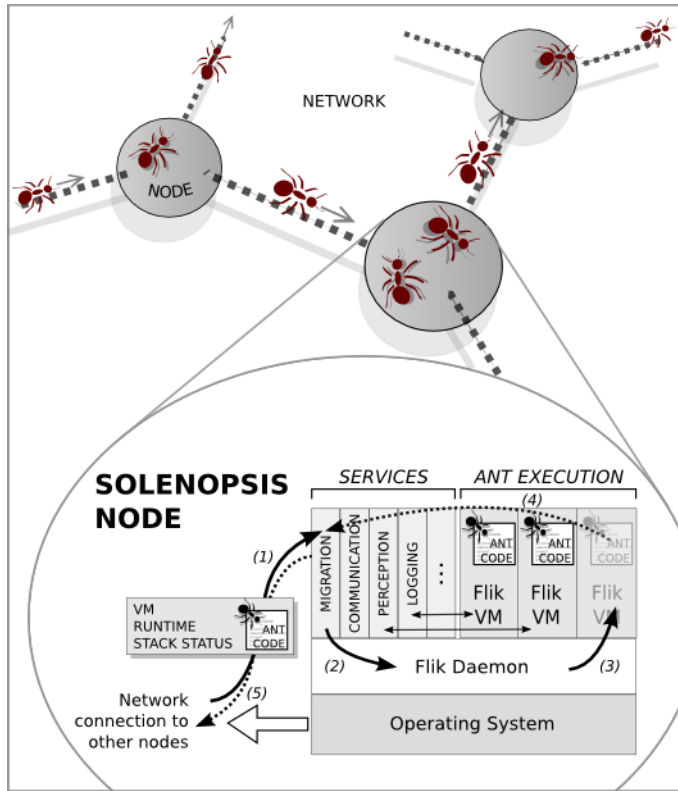 NETWORK
NODE
SOLENOPSIS
NODE
SERVICES
ANT EXECUTION
(4)
(1)
MIGRATION
COMMUNICATION
PERCEPTION
LOGGING
...
ANT
CODE
Flik
VM
ANT
CODE
Flik
VM
ANT
CODE
Flik
VM
VM
RUNTIME
STACK STATUS
ANT
CODE
(2)
Flik Daemon
(3)
(5)
Network
connection to
other nodes
Operating System